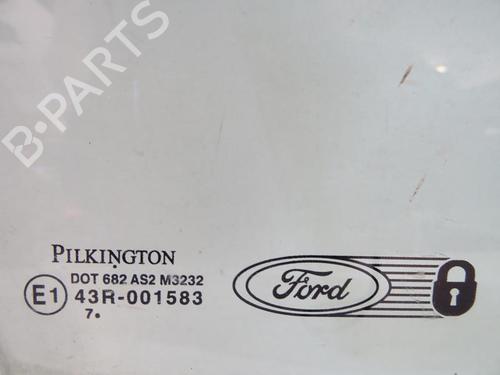 B-PARTS
PILKINGTON
DOT 682 AS2 M3232
E1 43R-001583
7.
Ford